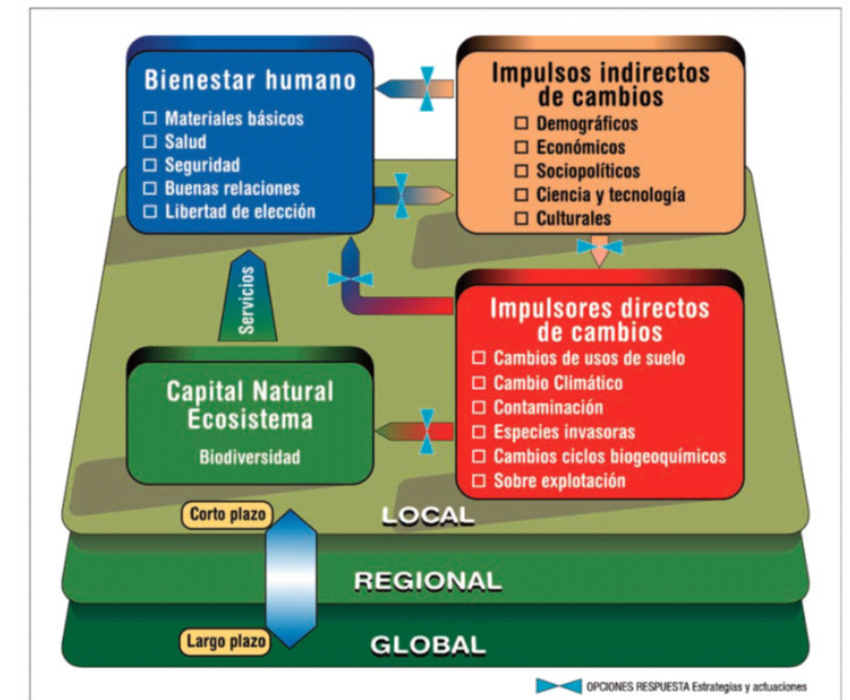 Bienestar humano
□ Materiales básicos
□ Salud
□ Seguridad
□ Buenas relaciones
□ Libertad de elección
Impulsos indirectos
de cambios
□ Demográficos
□ Económicos
□ Sociopolíticos
□ Ciencia y tecnología
□ Culturales
Servicios
Impulsores directos
de cambios
□ Cambios de usos de suelo
□ Cambio Climático
□ Contaminación
□ Especies invasoras
□ Cambios ciclos biogeoquímicos
□ Sobre explotación
Capital Natural
Ecosistema
Biodiversidad
Corto plazo
LOCAL
REGIONAL
Largo plazo
GLOBAL
OPCIONES RESPUESTA Estrategias y actuaciones